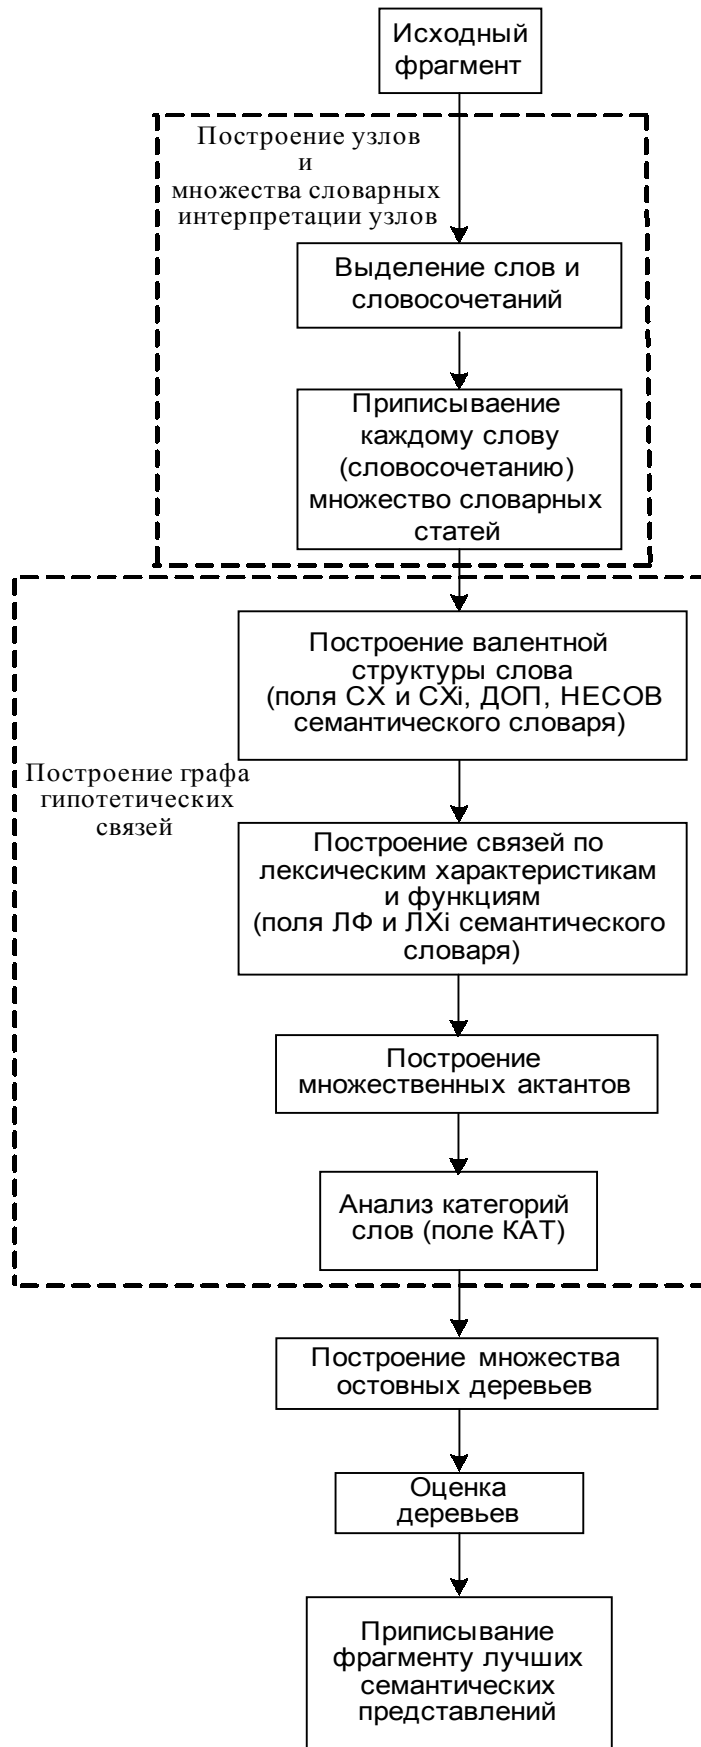 Исходный
фрагмент
Построение узлов
и
множества словарных
интерпретации узлов
Выделение слов и
словосочетаний
Приписываение
каждому слову
(словосочетанию)
множество словарных
статей
Построение валентной
структуры слова
(поля СХ и СХi, ДОП, НЕСОВ
семантического словаря)
Построение графа
гипотетических
связей
Построение связей по
лексическим характеристикам
и функциям
(поля ЛФ и ЛХi семантического
словаря)
Построение
множественных актантов
Анализ категорий
слов (поле КАТ)
Построение множества
остовных деревьев
Оценка
деревьев
Приписывание
фрагменту лучших
семантических
представлений